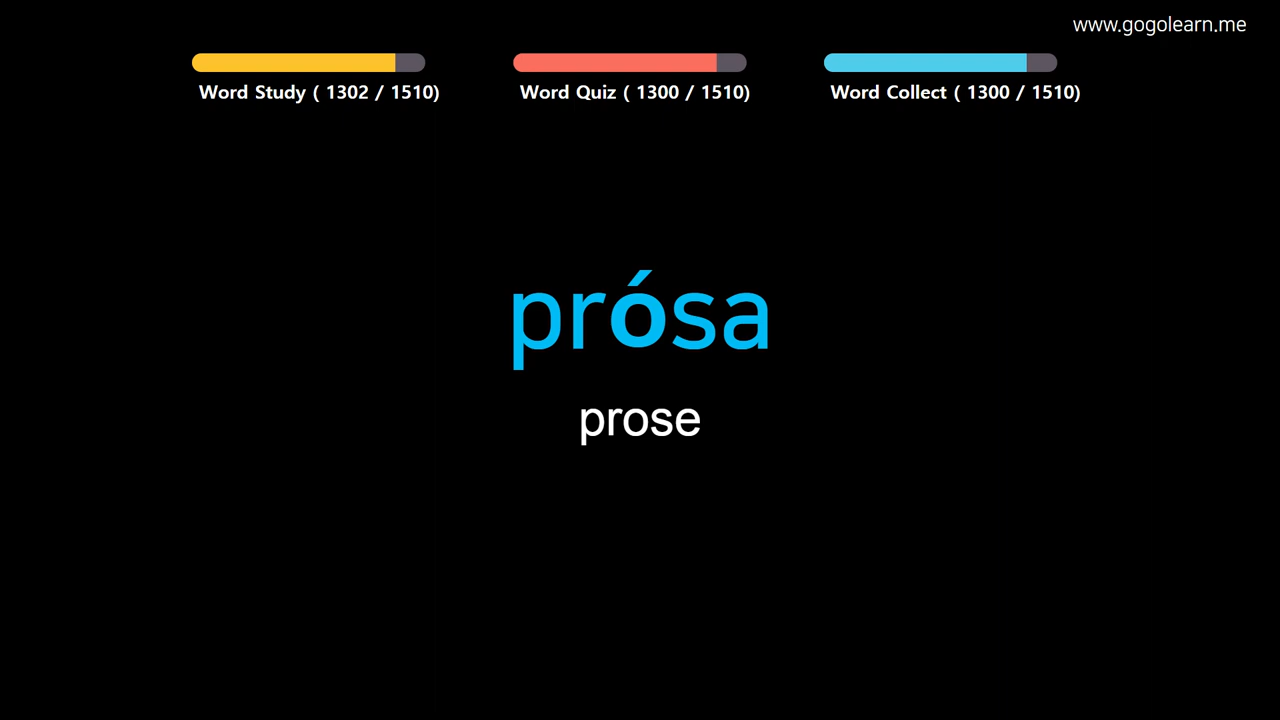 www.gogolearn.me
Word Study ( 1302 / 1510)
Word Quiz ( 1300 / 1510)
Word Collect ( 1300 / 1510)
prósa
prose